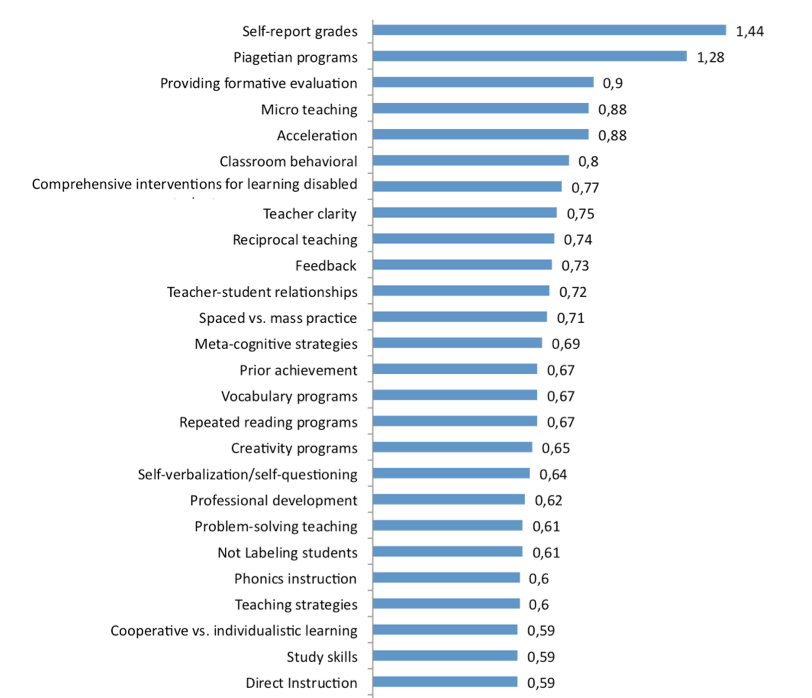 Self-report grades 1,44
Piagetian programs 1,28
Providing formative evaluation 0,9
Micro teaching 0,88
Acceleration 0,88
Classroom behavioral 0,8
Comprehensive interventions for learning disabled 0,77
Teacher clarity 0,75
Reciprocal teaching 0,74
Feedback 0,73
Teacher-student relationships 0,72
Spaced vs. mass practice 0,71
Meta-cognitive strategies 0,69
Prior achievement 0,67
Vocabulary programs 0,67
Repeated reading programs 0,67
Creativity programs 0,65
Self-verbalization/self-questioning 0,64
Professional development 0,62
Problem-solving teaching 0,61
Not Labeling students 0,61
Phonics instruction 0,6
Teaching strategies 0,6
Cooperative vs. individualistic learning 0,59
Study skills 0,59
Direct Instruction 0,59